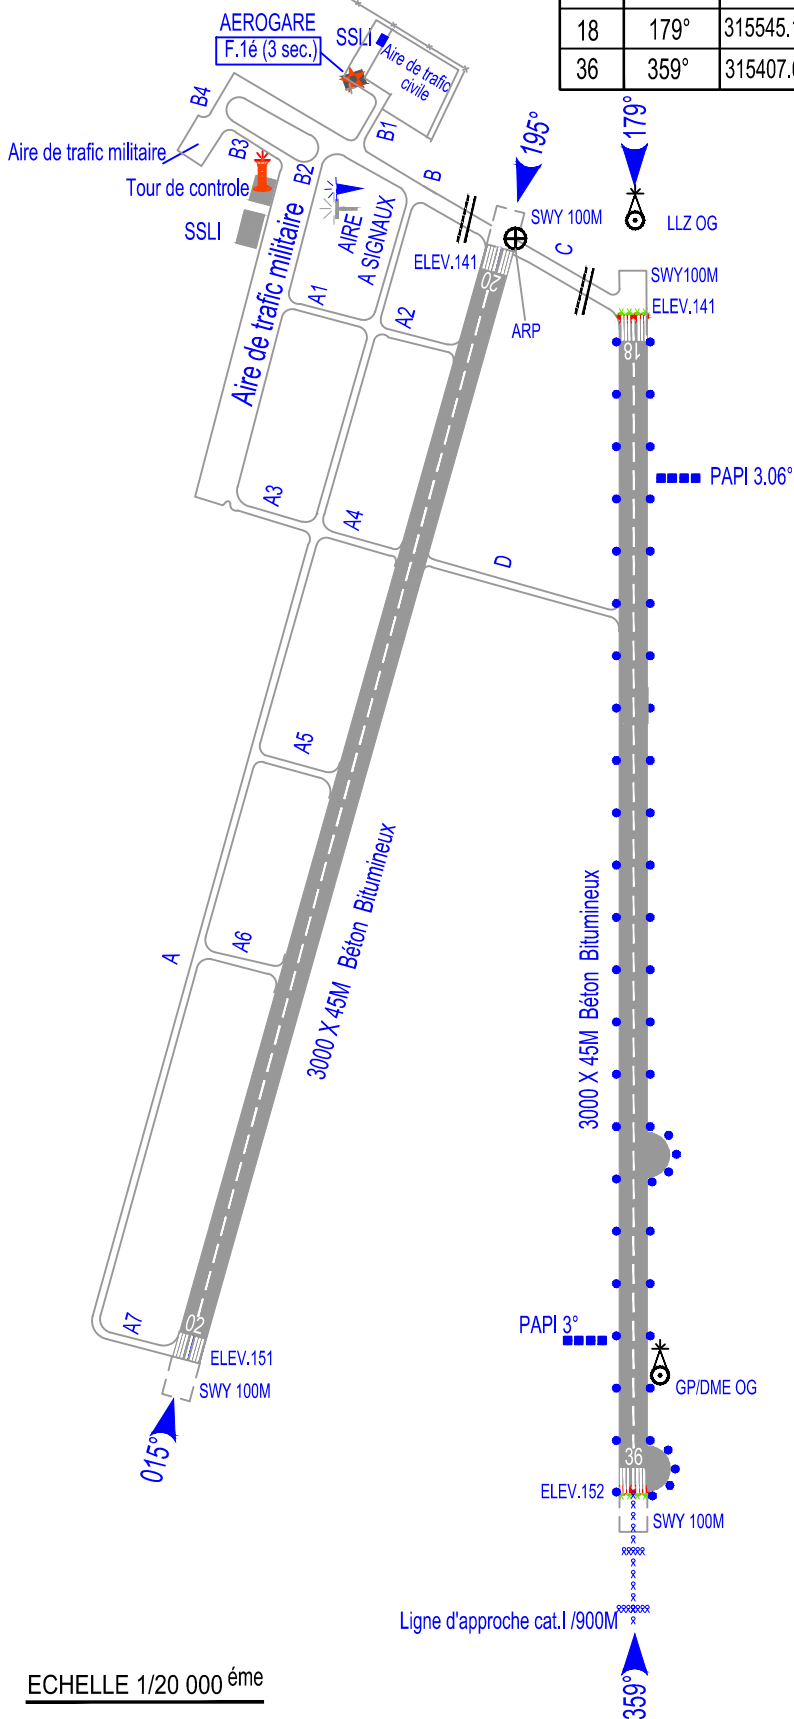 18 179° 315545.
36 359° 315407.
AEROGARE
F.1é (3 sec.)
SSLI
Aire de trafic
civile
B4
B3
B2
B1
B
Aire de trafic militaire
Tour de controle
SSLI
AIRE
A SIGNAUX
Aire de trafic militaire
195°
179°
SWY 100M
LLZ OG
C
ELEV.141
20
ARP
SWY100M
ELEV.141
18
A1
A2
PAPI 3.06°
A3
A4
D
A5
A6
A
3000 X 45M Béton Bitumineux
3000 X 45M Béton Bitumineux
A7
02
ELEV.151
SWY 100M
015°
PAPI 3°
GP/DME OG
36
ELEV.152
SWY 100M
Ligne d'approche cat.I /900M
359°
ECHELLE 1/20 000 éme